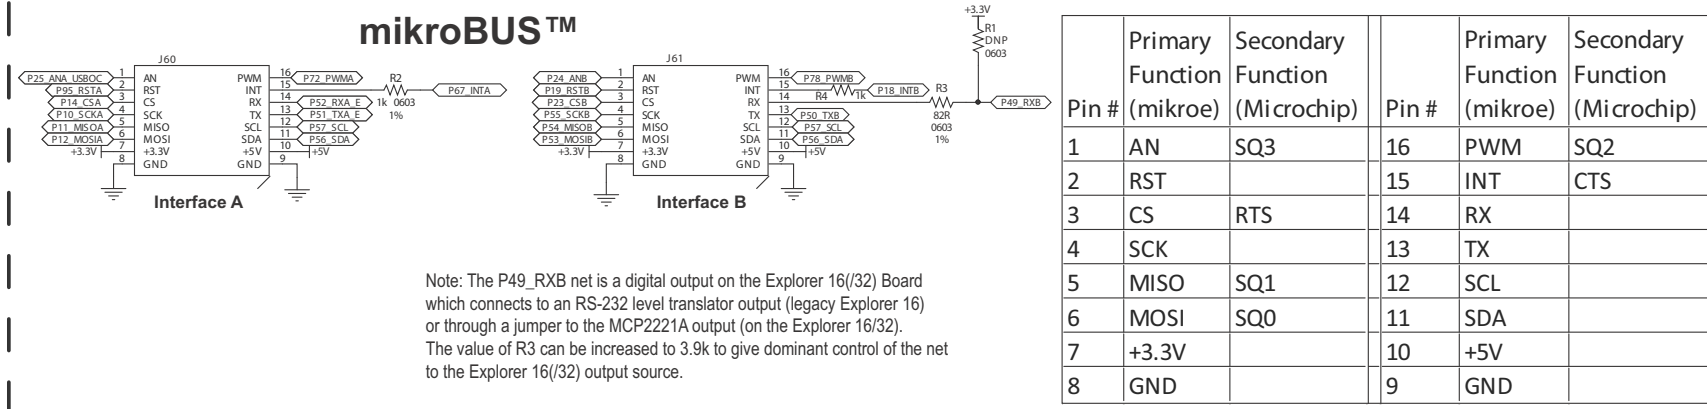 mikroBUS™
J60
P25_ANA_USBOC 1 AN PWM 16 P72_PWMA
P95_RSTA 2 RST INT 15 R2 1k 0603 1% P67_INTA
P14_CSA 3 CS RX 14 P52_RXA_E
P10_SCKA 4 SCK TX 13 P51_TXA_E
P11_MISOA 5 MISO SCL 12 P57_SCL
P12_MOSIA 6 MOSI SDA 11 P56_SDA
+3.3V 7 +3.3V +5V 10 +5V
8 GND GND 9
Interface A
+3.3V
R1
DNP
0603
J61
P24_ANB 1 AN PWM 16 P78_PWMB
P19_RSTB 2 RST INT 15 R4 1k P18_INTB
P23_CSB 3 CS RX 14 R3 82R 0603 1% P49_RXB
P55_SCKB 4 SCK TX 13 P50_TXB
P54_MISOB 5 MISO SCL 12 P57_SCL
P53_MOSIB 6 MOSI SDA 11 P56_SDA
+3.3V 7 +3.3V +5V 10 +5V
8 GND GND 9
Interface B
Note: The P49_RXB net is a digital output on the Explorer 16(/32) Board
which connects to an RS-232 level translator output (legacy Explorer 16)
or through a jumper to the MCP2221A output (on the Explorer 16/32).
The value of R3 can be increased to 3.9k to give dominant control of the net
to the Explorer 16(/32) output source.
Primary Secondary Primary Secondary
Function Function Function Function
Pin # (mikroe) (Microchip) Pin # (mikroe) (Microchip)
1 AN SQ3 16 PWM SQ2
2 RST 15 INT CTS
3 CS RTS 14 RX
4 SCK 13 TX
5 MISO SQ1 12 SCL
6 MOSI SQ0 11 SDA
7 +3.3V 10 +5V
8 GND 9 GND